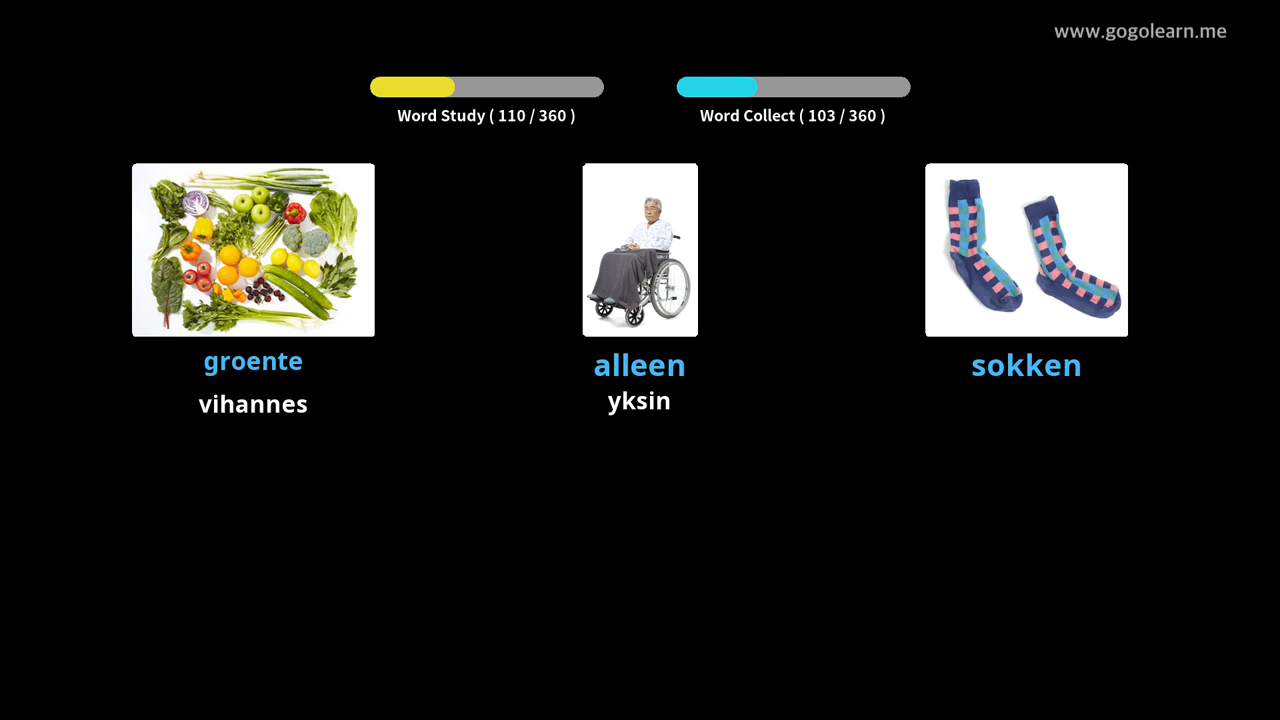 www.gogolearn.me
Word Study ( 110 / 360 )
Word Collect ( 103 / 360 )
groente
vihannes
alleen
yksin
sokken